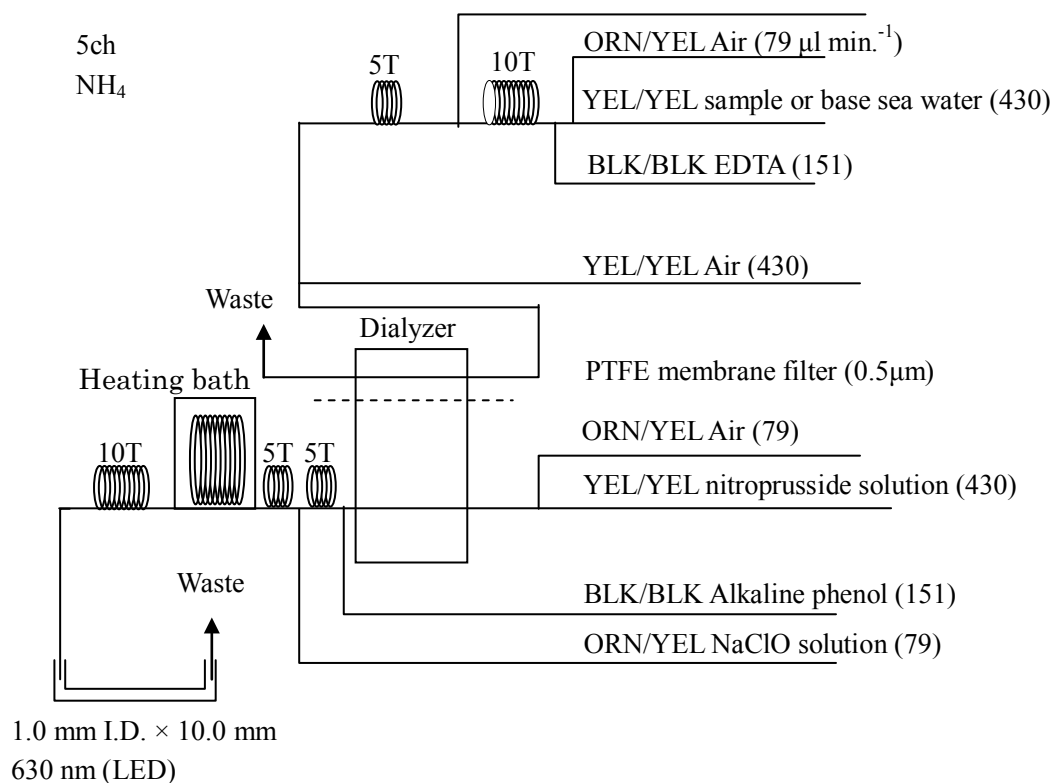 5ch
NH₄
5T
10T
ORN/YEL Air (79 μl min.⁻¹)
YEL/YEL sample or base sea water (430)
BLK/BLK EDTA (151)
YEL/YEL Air (430)
Waste
Dialyzer
PTFE membrane filter (0.5μm)
Heating bath
ORN/YEL Air (79)
10T
5T
5T
YEL/YEL nitroprusside solution (430)
Waste
BLK/BLK Alkaline phenol (151)
ORN/YEL NaClO solution (79)
1.0 mm I.D. × 10.0 mm
630 nm (LED)